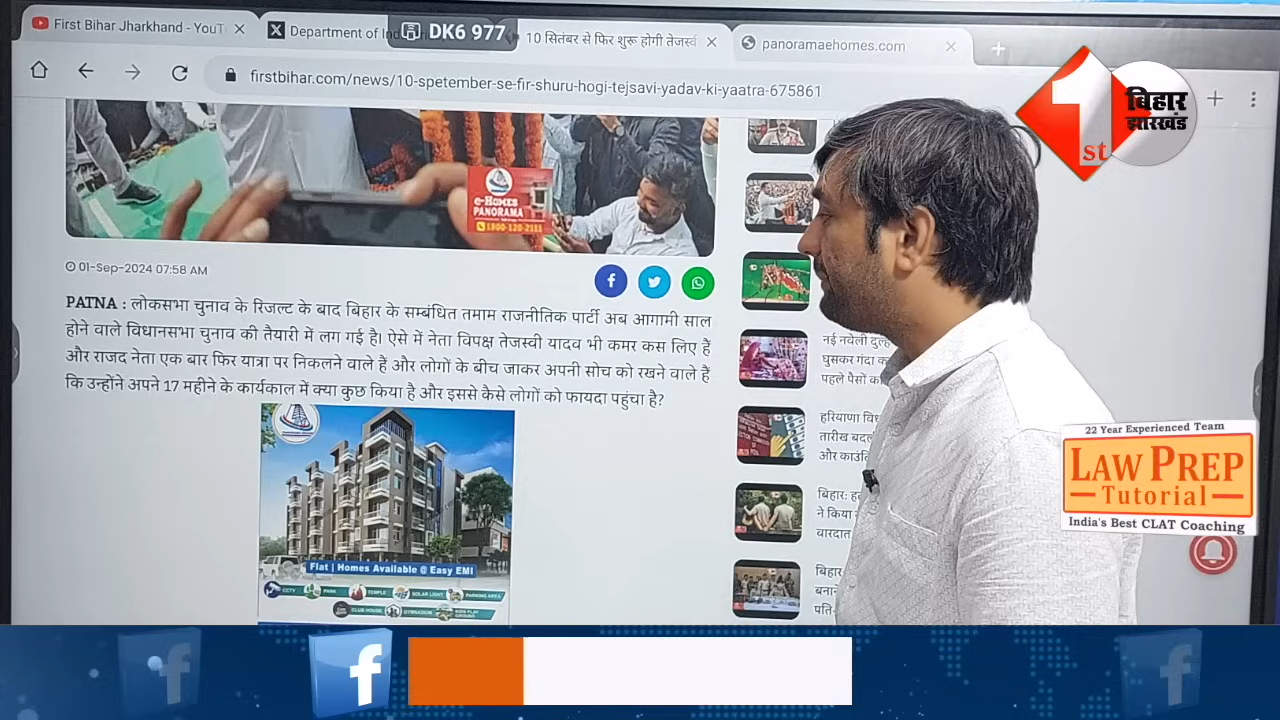 First Bihar Jharkhand - YouT
Department of In
DK6 977
10 सितंबर से फिर शुरू होगी तेजस्वी
panoramaehomes.com
firstbihar.com/news/10-spetember-se-fir-shuru-hogi-tejsavi-yadav-ki-yaatra-675861
1st
बिहार
झारखंड
e-Homes
PANORAMA
1800-120-2111
01-Sep-2024 07:58 AM
PATNA : लोकसभा चुनाव के रिजल्ट के बाद बिहार के सम्बंधित तमाम राजनीतिक पार्टी अब आगामी साल
होने वाले विधानसभा चुनाव की तैयारी में लग गई है। ऐसे में नेता विपक्ष तेजस्वी यादव भी कमर कस लिए हैं
और राजद नेता एक बार फिर यात्रा पर निकलने वाले हैं और लोगों के बीच जाकर अपनी सोच को रखने वाले हैं
कि उन्होंने अपने 17 महीने के कार्यकाल में क्या कुछ किया है और इससे कैसे लोगों को फायदा पहुंचा है?
नई नवेली दुल्ह
घुसकर गंदा क
पहले पैसों क
हरियाणा विध
तारीख बदल
और काउंटि
बिहार: ह
ने किया
वारदात
बिहार
बनान
पति-
Flat | Homes Available @ Easy EMI
CCTV
PARK
TEMPLE
SOLAR LIGHT
PARKING AREA
CLUB HOUSE
GYMNASIUM
KIDS PLAY
GROUND
22 Year Experienced Team
LAW PREP
Tutorial
India's Best CLAT Coaching